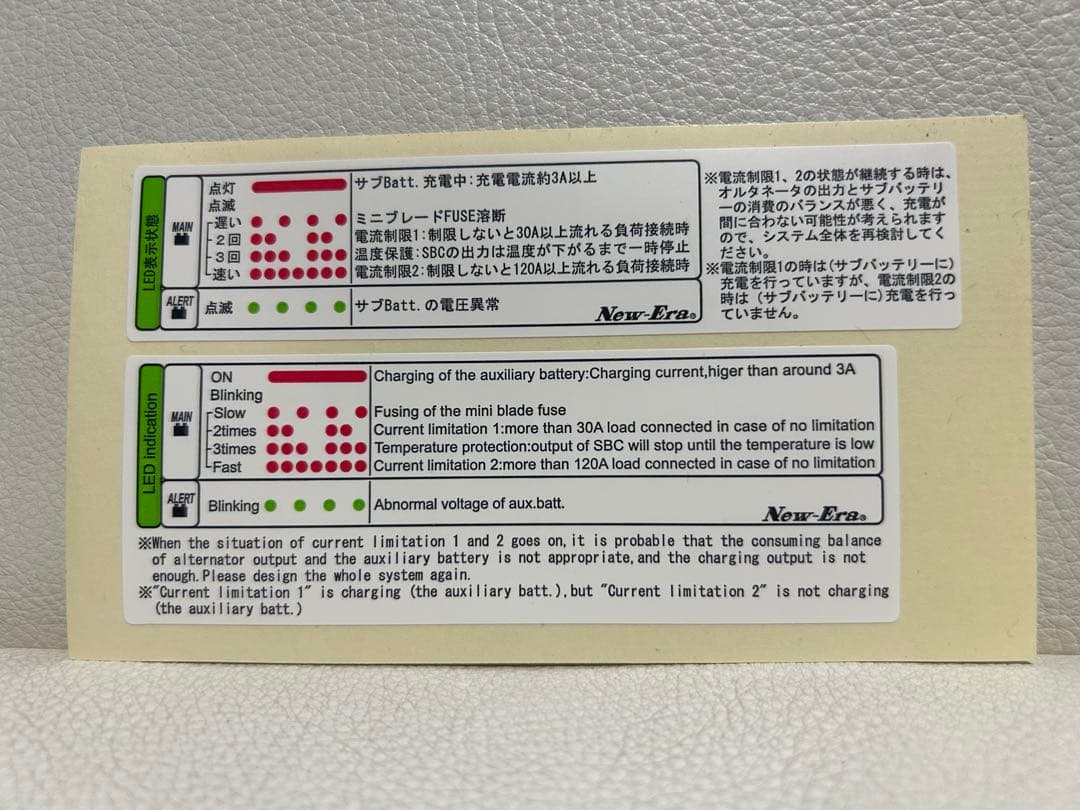 LED表示状態
MAIN
点灯 サブBatt.充電中:充電電流約3A以上
点滅
遅い ミニブレードFUSE溶断
2回 電流制限1:制限しないと30A以上流れる負荷接続時
3回 温度保護:SBCの出力は温度が下がるまで一時停止
速い 電流制限2:制限しないと120A以上流れる負荷接続時
ALERT
点滅 サブBatt.の電圧異常
New-Era®
※電流制限1、2の状態が継続する時は、
オルタネータの出力とサブバッテリ
ーの消費のバランスが悪く、充電が
間に合わない可能性が考えられます
ので、システム全体を再検討してく
ださい。
※電流制限1の時は(サブバッテリーに)
充電を行っていますが、電流制限2の
時は(サブバッテリーに)充電を行っ
ていません。
LED indication
MAIN
ON Charging of the auxiliary battery:Charging current,higer than around 3A
Blinking
Slow Fusing of the mini blade fuse
2times Current limitation 1:more than 30A load connected in case of no limitation
3times Temperature protection:output of SBC will stop until the temperature is low
Fast Current limitation 2:more than 120A load connected in case of no limitation
ALERT
Blinking Abnormal voltage of aux.batt.
New-Era®
※When the situation of current limitation 1 and 2 goes on,it is probable that the consuming balance
of alternator output and the auxiliary battery is not appropriate,and the charging output is not
enough.Please design the whole system again.
※"Current limitation 1" is charging (the auxiliary batt.),but "Current limitation 2" is not charging
(the auxiliary batt.)